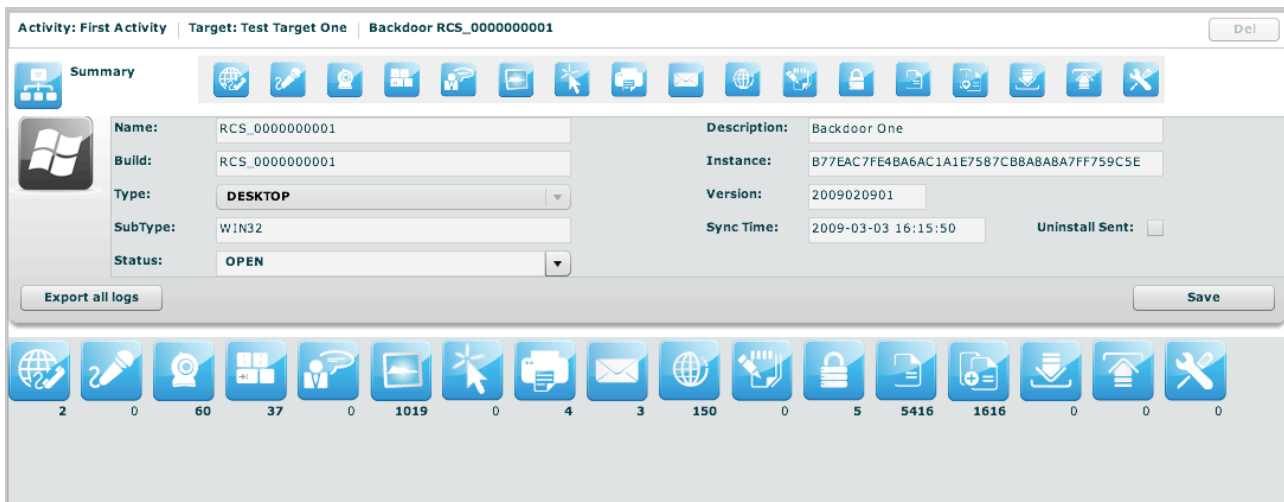 Activity: First Activity | Target: Test Target One | Backdoor RCS_0000000001 Del
Summary
Name: RCS_0000000001 Description: Backdoor One
Build: RCS_0000000001 Instance: B77EAC7FE4BA6AC1A1E7587CB8A8A8A7FF759C5E
Type: DESKTOP Version: 2009020901
SubType: WIN32 Sync Time: 2009-03-03 16:15:50 Uninstall Sent:
Status: OPEN
Export all logs Save
2 0 60 37 0 1019 0 4 3 150 0 5 5416 1616 0 0 0